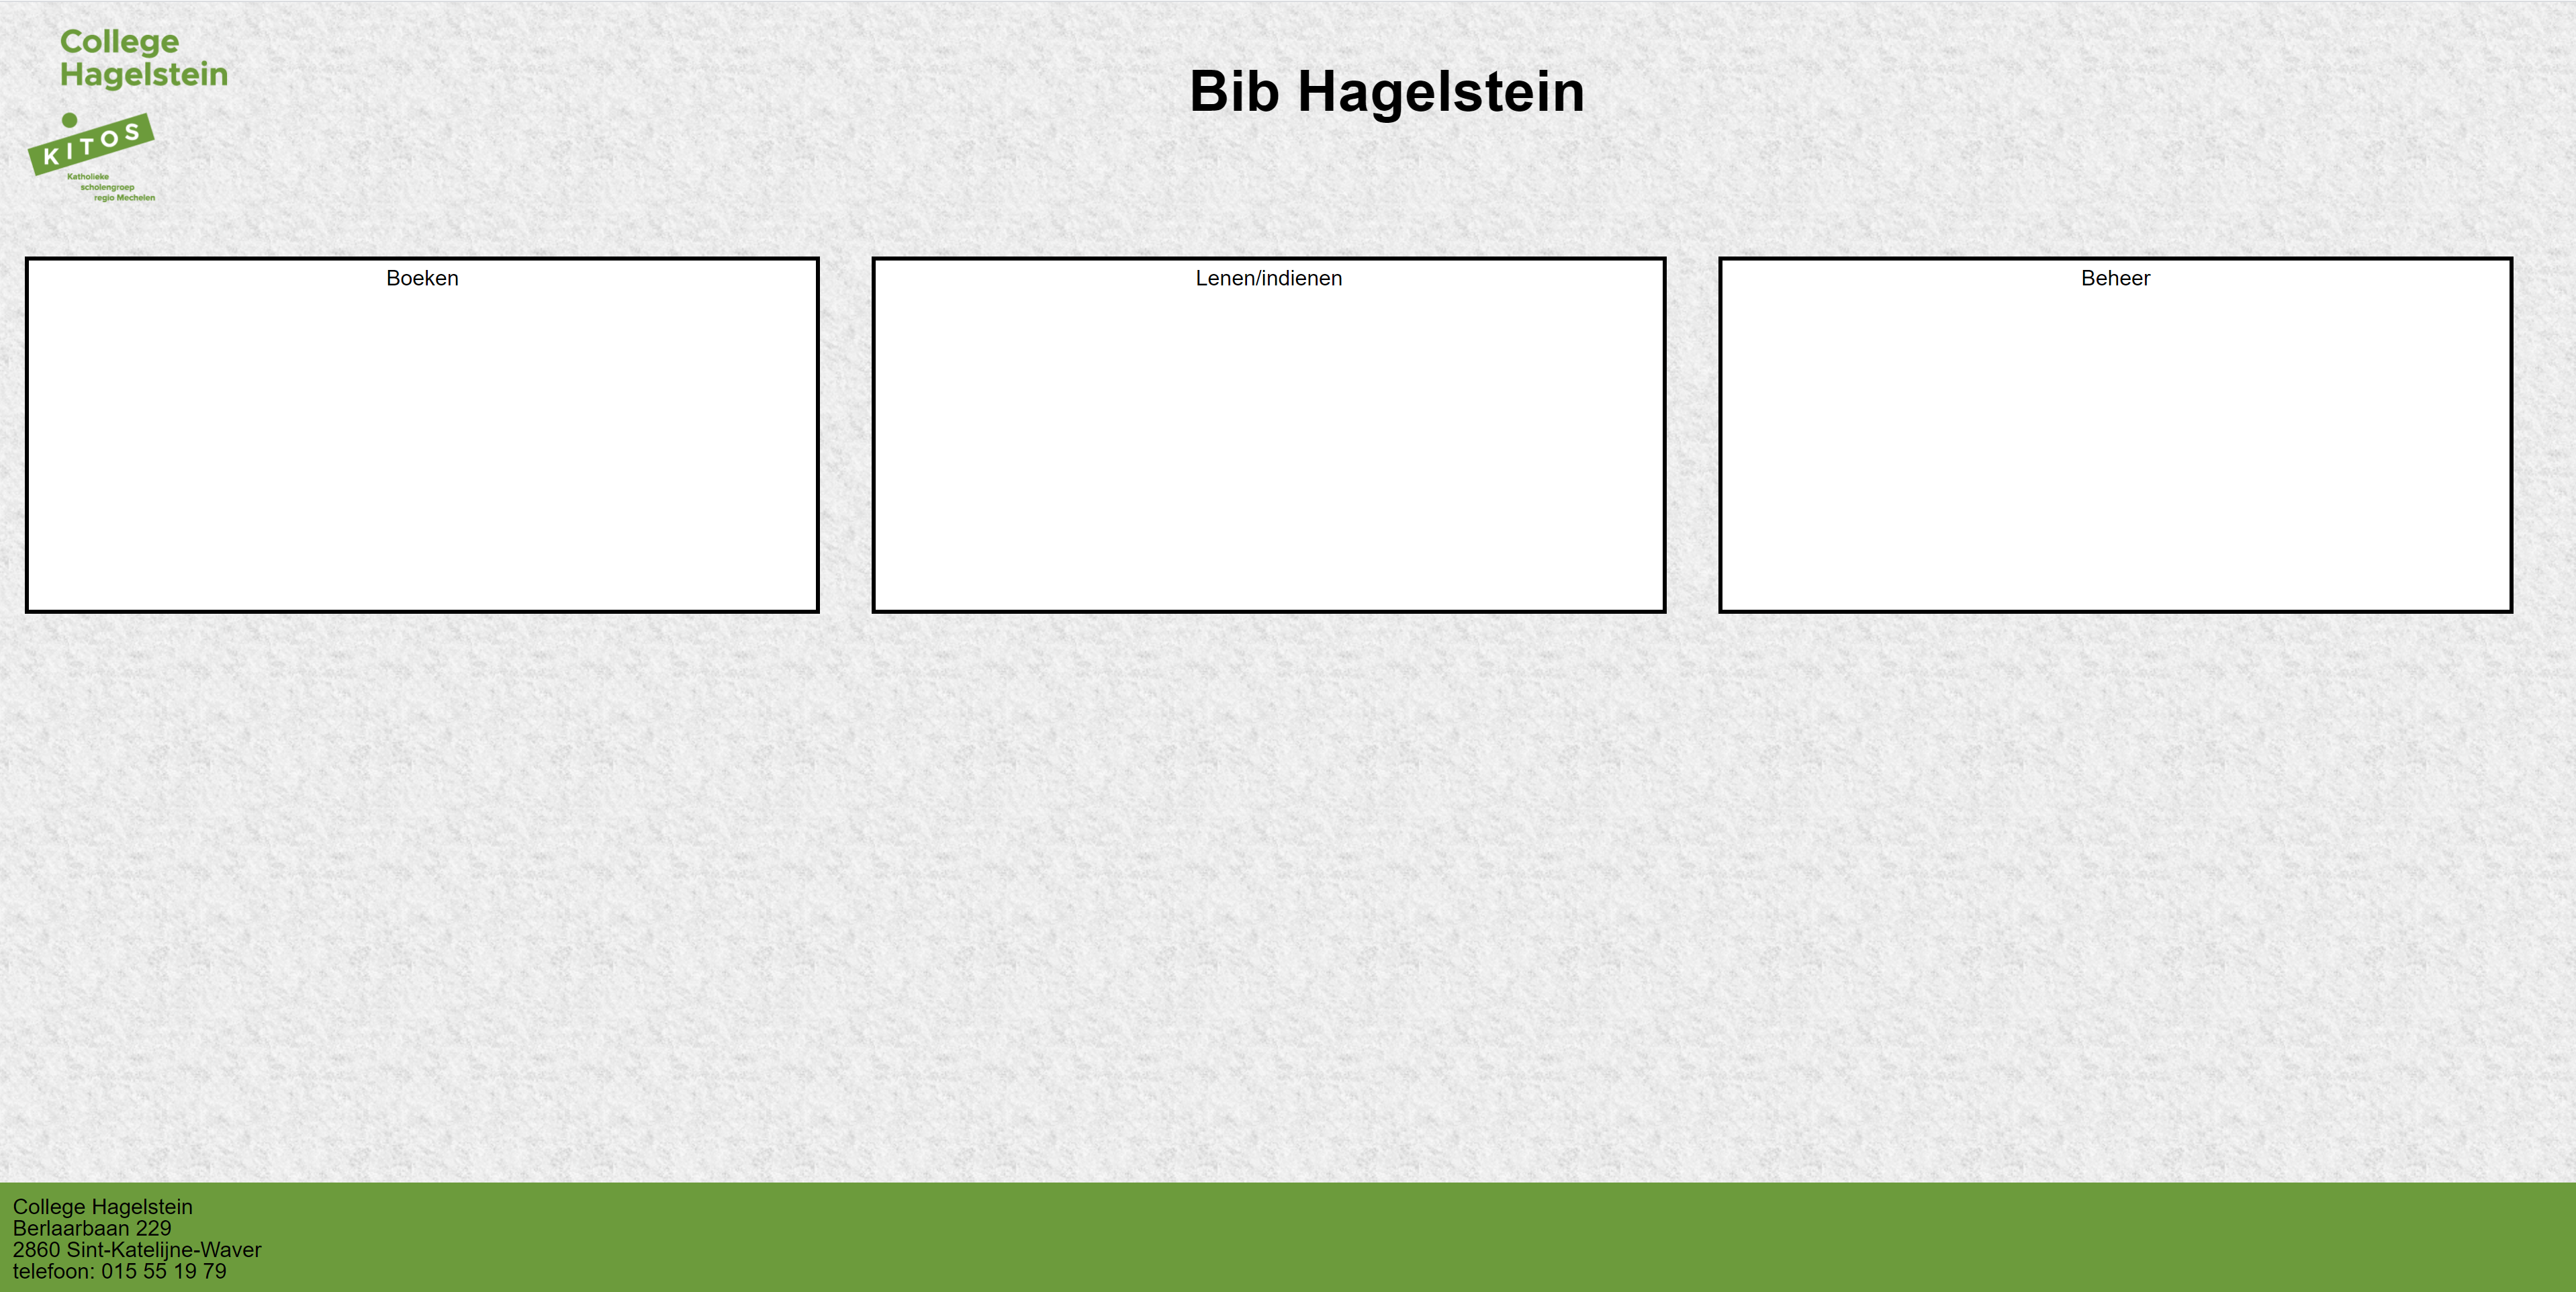 College
Hagelstein
KITOS
Katholieke
scholengroep
regio Mechelen
Bib Hagelstein
Boeken
Lenen/indienen
Beheer
College Hagelstein
Berlaarbaan 229
2860 Sint-Katelijne-Waver
telefoon: 015 55 19 79